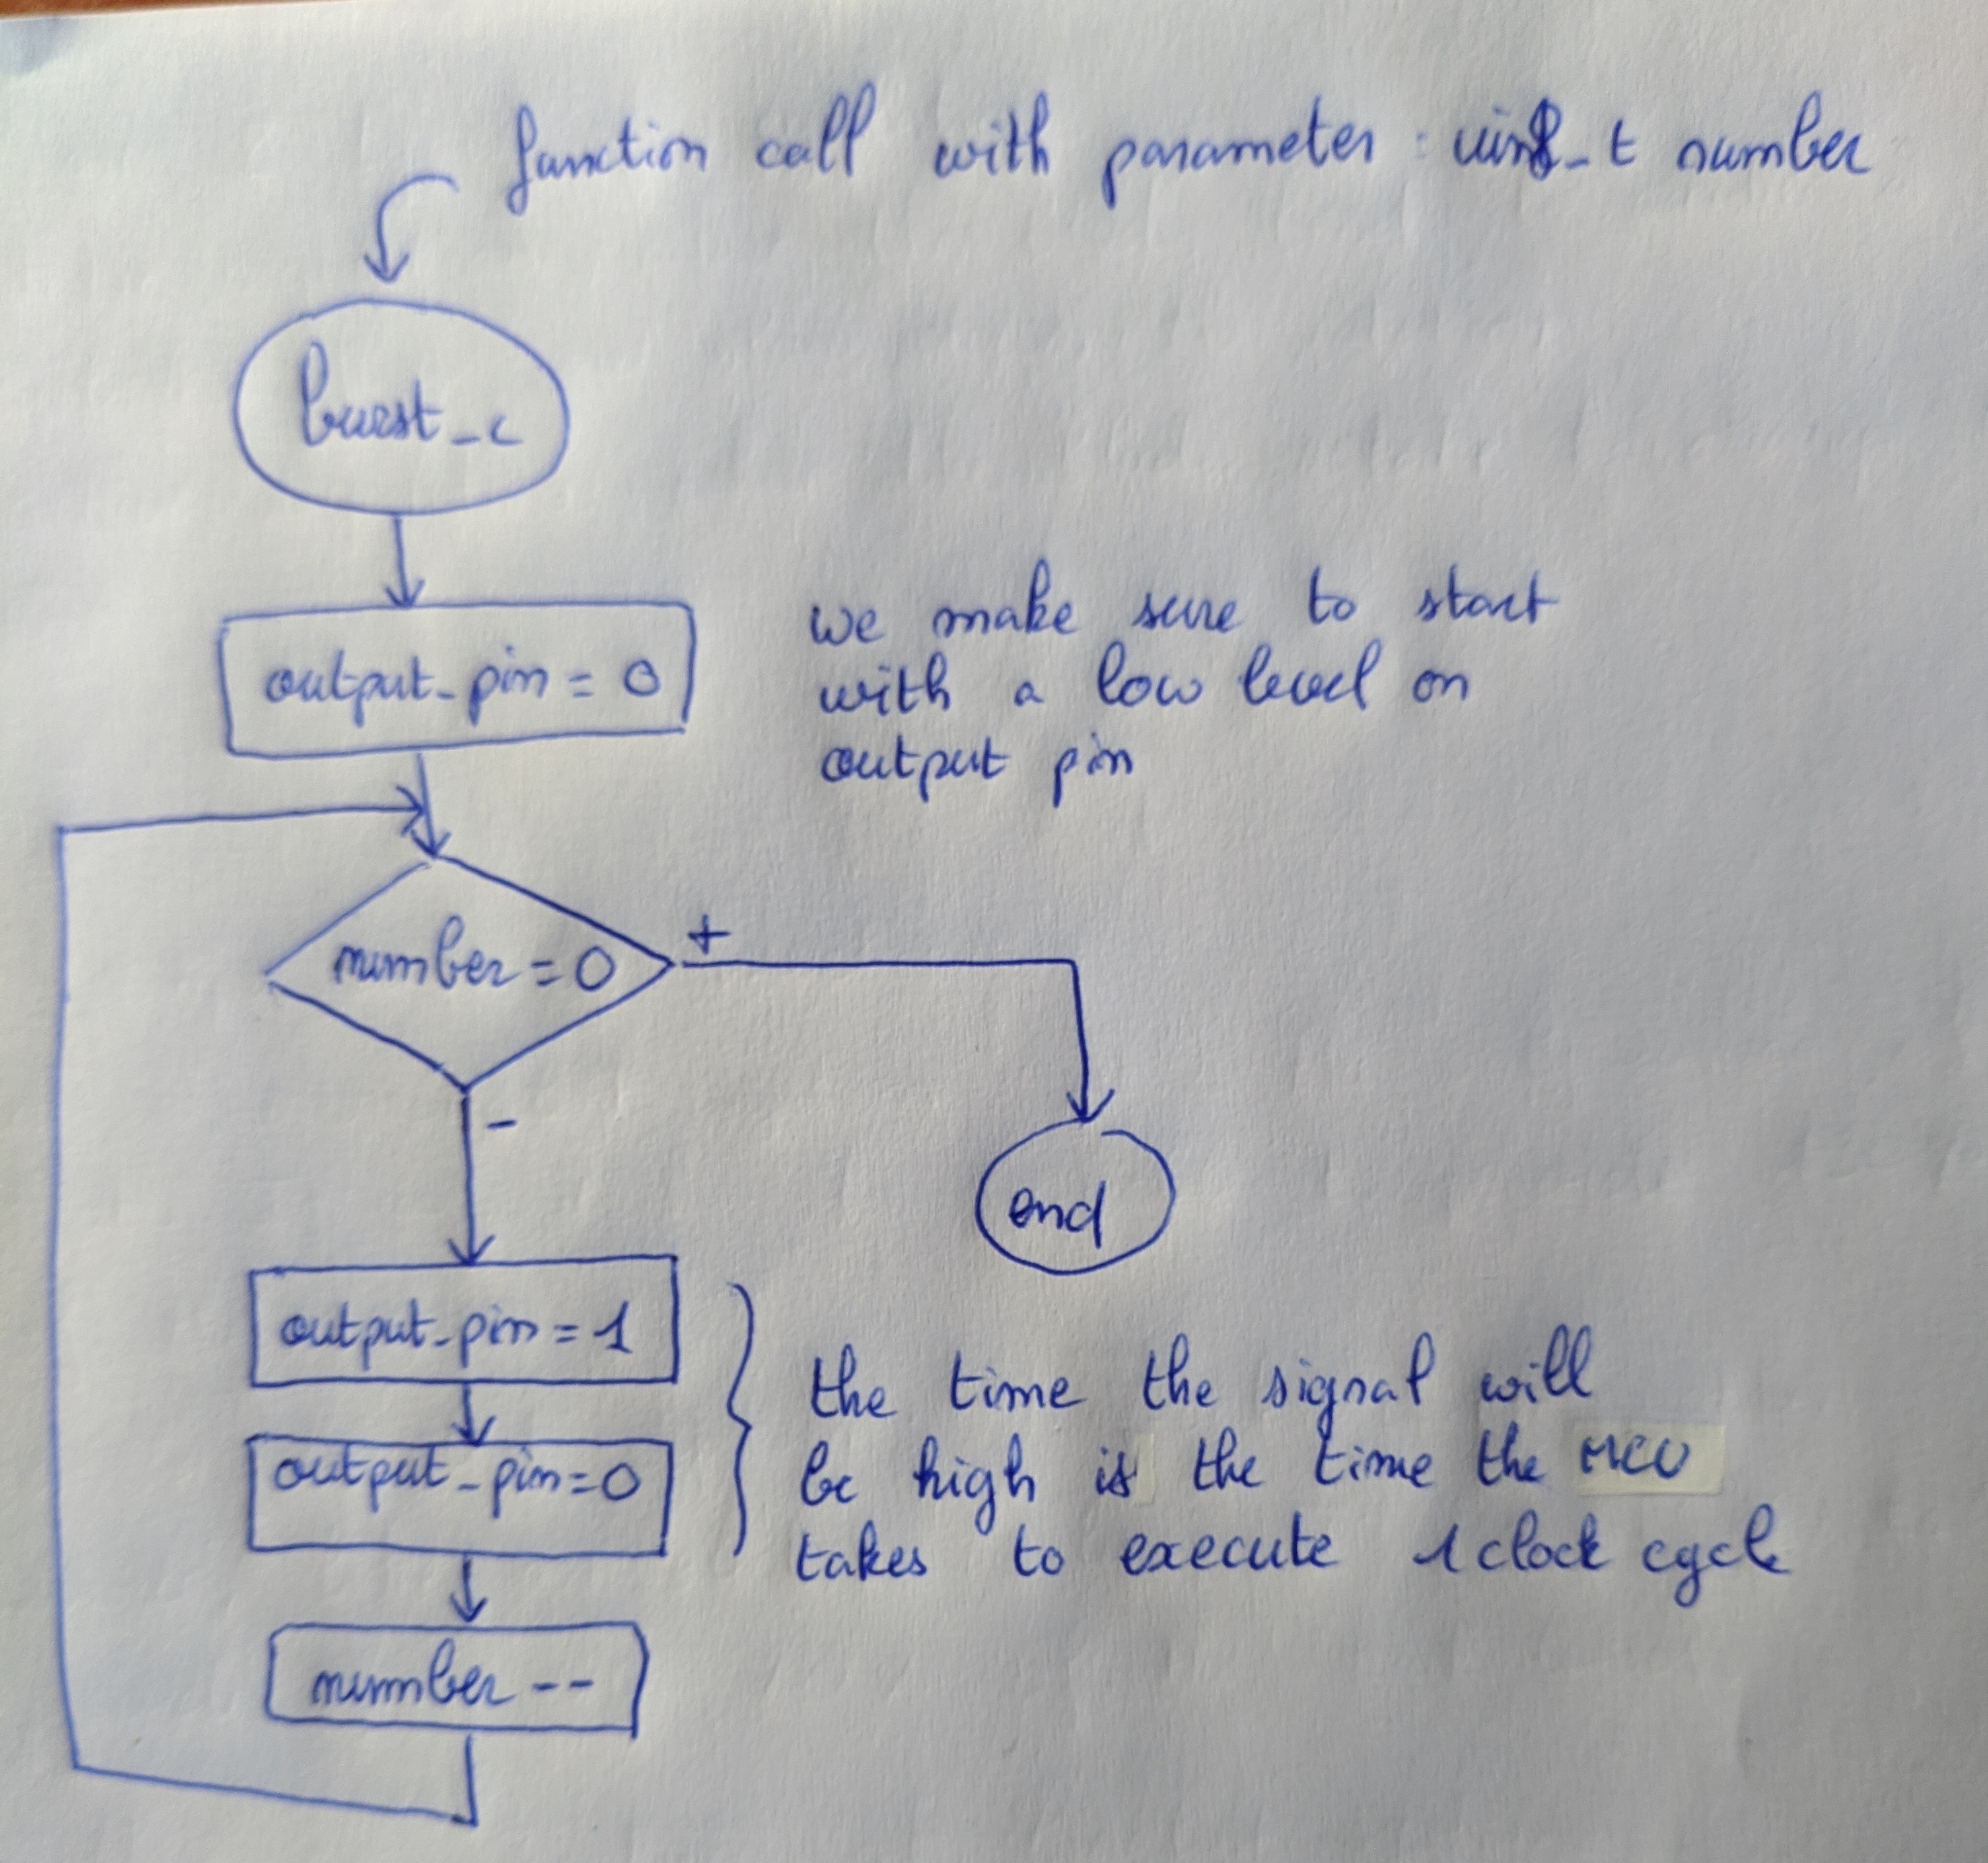 function call with parameter : uint8_t number
burst_c
output_pin = 0
we make sure to start
with a low level on
output pin
number = 0
+
-
end
output_pin = 1
output_pin = 0
the time the signal will
be high is the time the MCU
takes to execute 1 clock cycle
number --